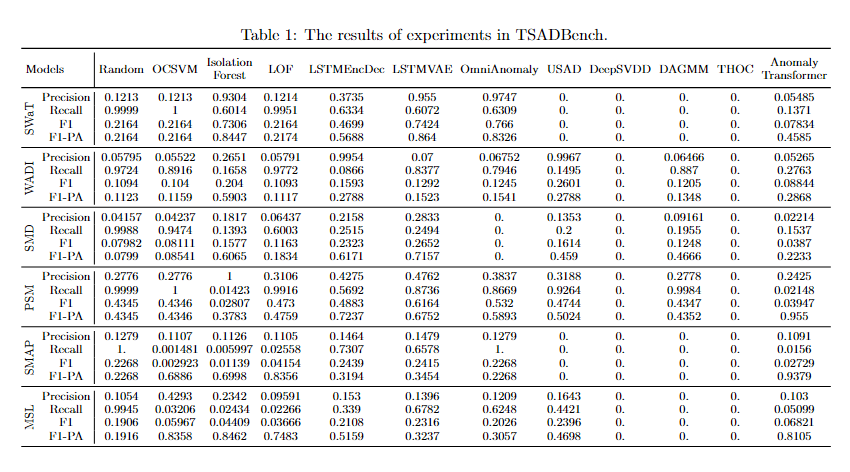 Table 1: The results of experiments in TSADBench.
Models Random OCSVM Isolation Forest LOF LSTMEncDec LSTMVAE OmniAnomaly USAD DeepSVDD DAGMM THOC Anomaly Transformer
SWaT
Precision 0.1213 0.1213 0.9304 0.1214 0.3735 0.955 0.9747 0. 0. 0. 0. 0.05485
Recall 0.9999 1 0.6014 0.9951 0.6334 0.6072 0.6309 0. 0. 0. 0. 0.1371
F1 0.2164 0.2164 0.7306 0.2164 0.4699 0.7424 0.766 0. 0. 0. 0. 0.07834
F1-PA 0.2164 0.2164 0.8447 0.2174 0.5688 0.864 0.8326 0. 0. 0. 0. 0.4585
WADI
Precision 0.05795 0.05522 0.2651 0.05791 0.9954 0.07 0.06752 0.9967 0. 0.06466 0. 0.05265
Recall 0.9724 0.8916 0.1658 0.9772 0.0866 0.8377 0.7946 0.1495 0. 0.887 0. 0.2763
F1 0.1094 0.104 0.204 0.1093 0.1593 0.1292 0.1245 0.2601 0. 0.1205 0. 0.08844
F1-PA 0.1123 0.1159 0.5903 0.1117 0.2788 0.1523 0.1541 0.2788 0. 0.1348 0. 0.2868
SMD
Precision 0.04157 0.04237 0.1817 0.06437 0.2158 0.2833 0. 0.1353 0. 0.09161 0. 0.02214
Recall 0.9988 0.9474 0.1393 0.6003 0.2515 0.2494 0. 0.2 0. 0.1955 0. 0.1537
F1 0.07982 0.08111 0.1577 0.1163 0.2323 0.2652 0. 0.1614 0. 0.1248 0. 0.0387
F1-PA 0.0799 0.08541 0.6065 0.1834 0.6171 0.7157 0. 0.459 0. 0.4666 0. 0.2233
PSM
Precision 0.2776 0.2776 1 0.3106 0.4275 0.4762 0.3837 0.3188 0. 0.2778 0. 0.2425
Recall 0.9999 1 0.01423 0.9916 0.5692 0.8736 0.8669 0.9264 0. 0.9984 0. 0.02148
F1 0.4345 0.4346 0.02807 0.473 0.4883 0.6164 0.532 0.4744 0. 0.4347 0. 0.03947
F1-PA 0.4345 0.4346 0.3783 0.4759 0.7237 0.6752 0.5893 0.5024 0. 0.4352 0. 0.955
SMAP
Precision 0.1279 0.1107 0.1126 0.1105 0.1464 0.1479 0.1279 0. 0. 0. 0. 0.1091
Recall 1. 0.001481 0.005997 0.02558 0.7307 0.6578 1. 0. 0. 0. 0. 0.0156
F1 0.2268 0.002923 0.01139 0.04154 0.2439 0.2415 0.2268 0. 0. 0. 0. 0.02729
F1-PA 0.2268 0.6886 0.6998 0.8356 0.3194 0.3454 0.2268 0. 0. 0. 0. 0.9379
MSL
Precision 0.1054 0.4293 0.2342 0.09591 0.153 0.1396 0.1209 0.1643 0. 0. 0. 0.103
Recall 0.9945 0.03206 0.02434 0.02266 0.339 0.6782 0.6248 0.4421 0. 0. 0. 0.05099
F1 0.1906 0.05967 0.04409 0.03666 0.2108 0.2316 0.2026 0.2396 0. 0. 0. 0.06821
F1-PA 0.1916 0.8358 0.8462 0.7483 0.5159 0.3237 0.3057 0.4698 0. 0. 0. 0.8105